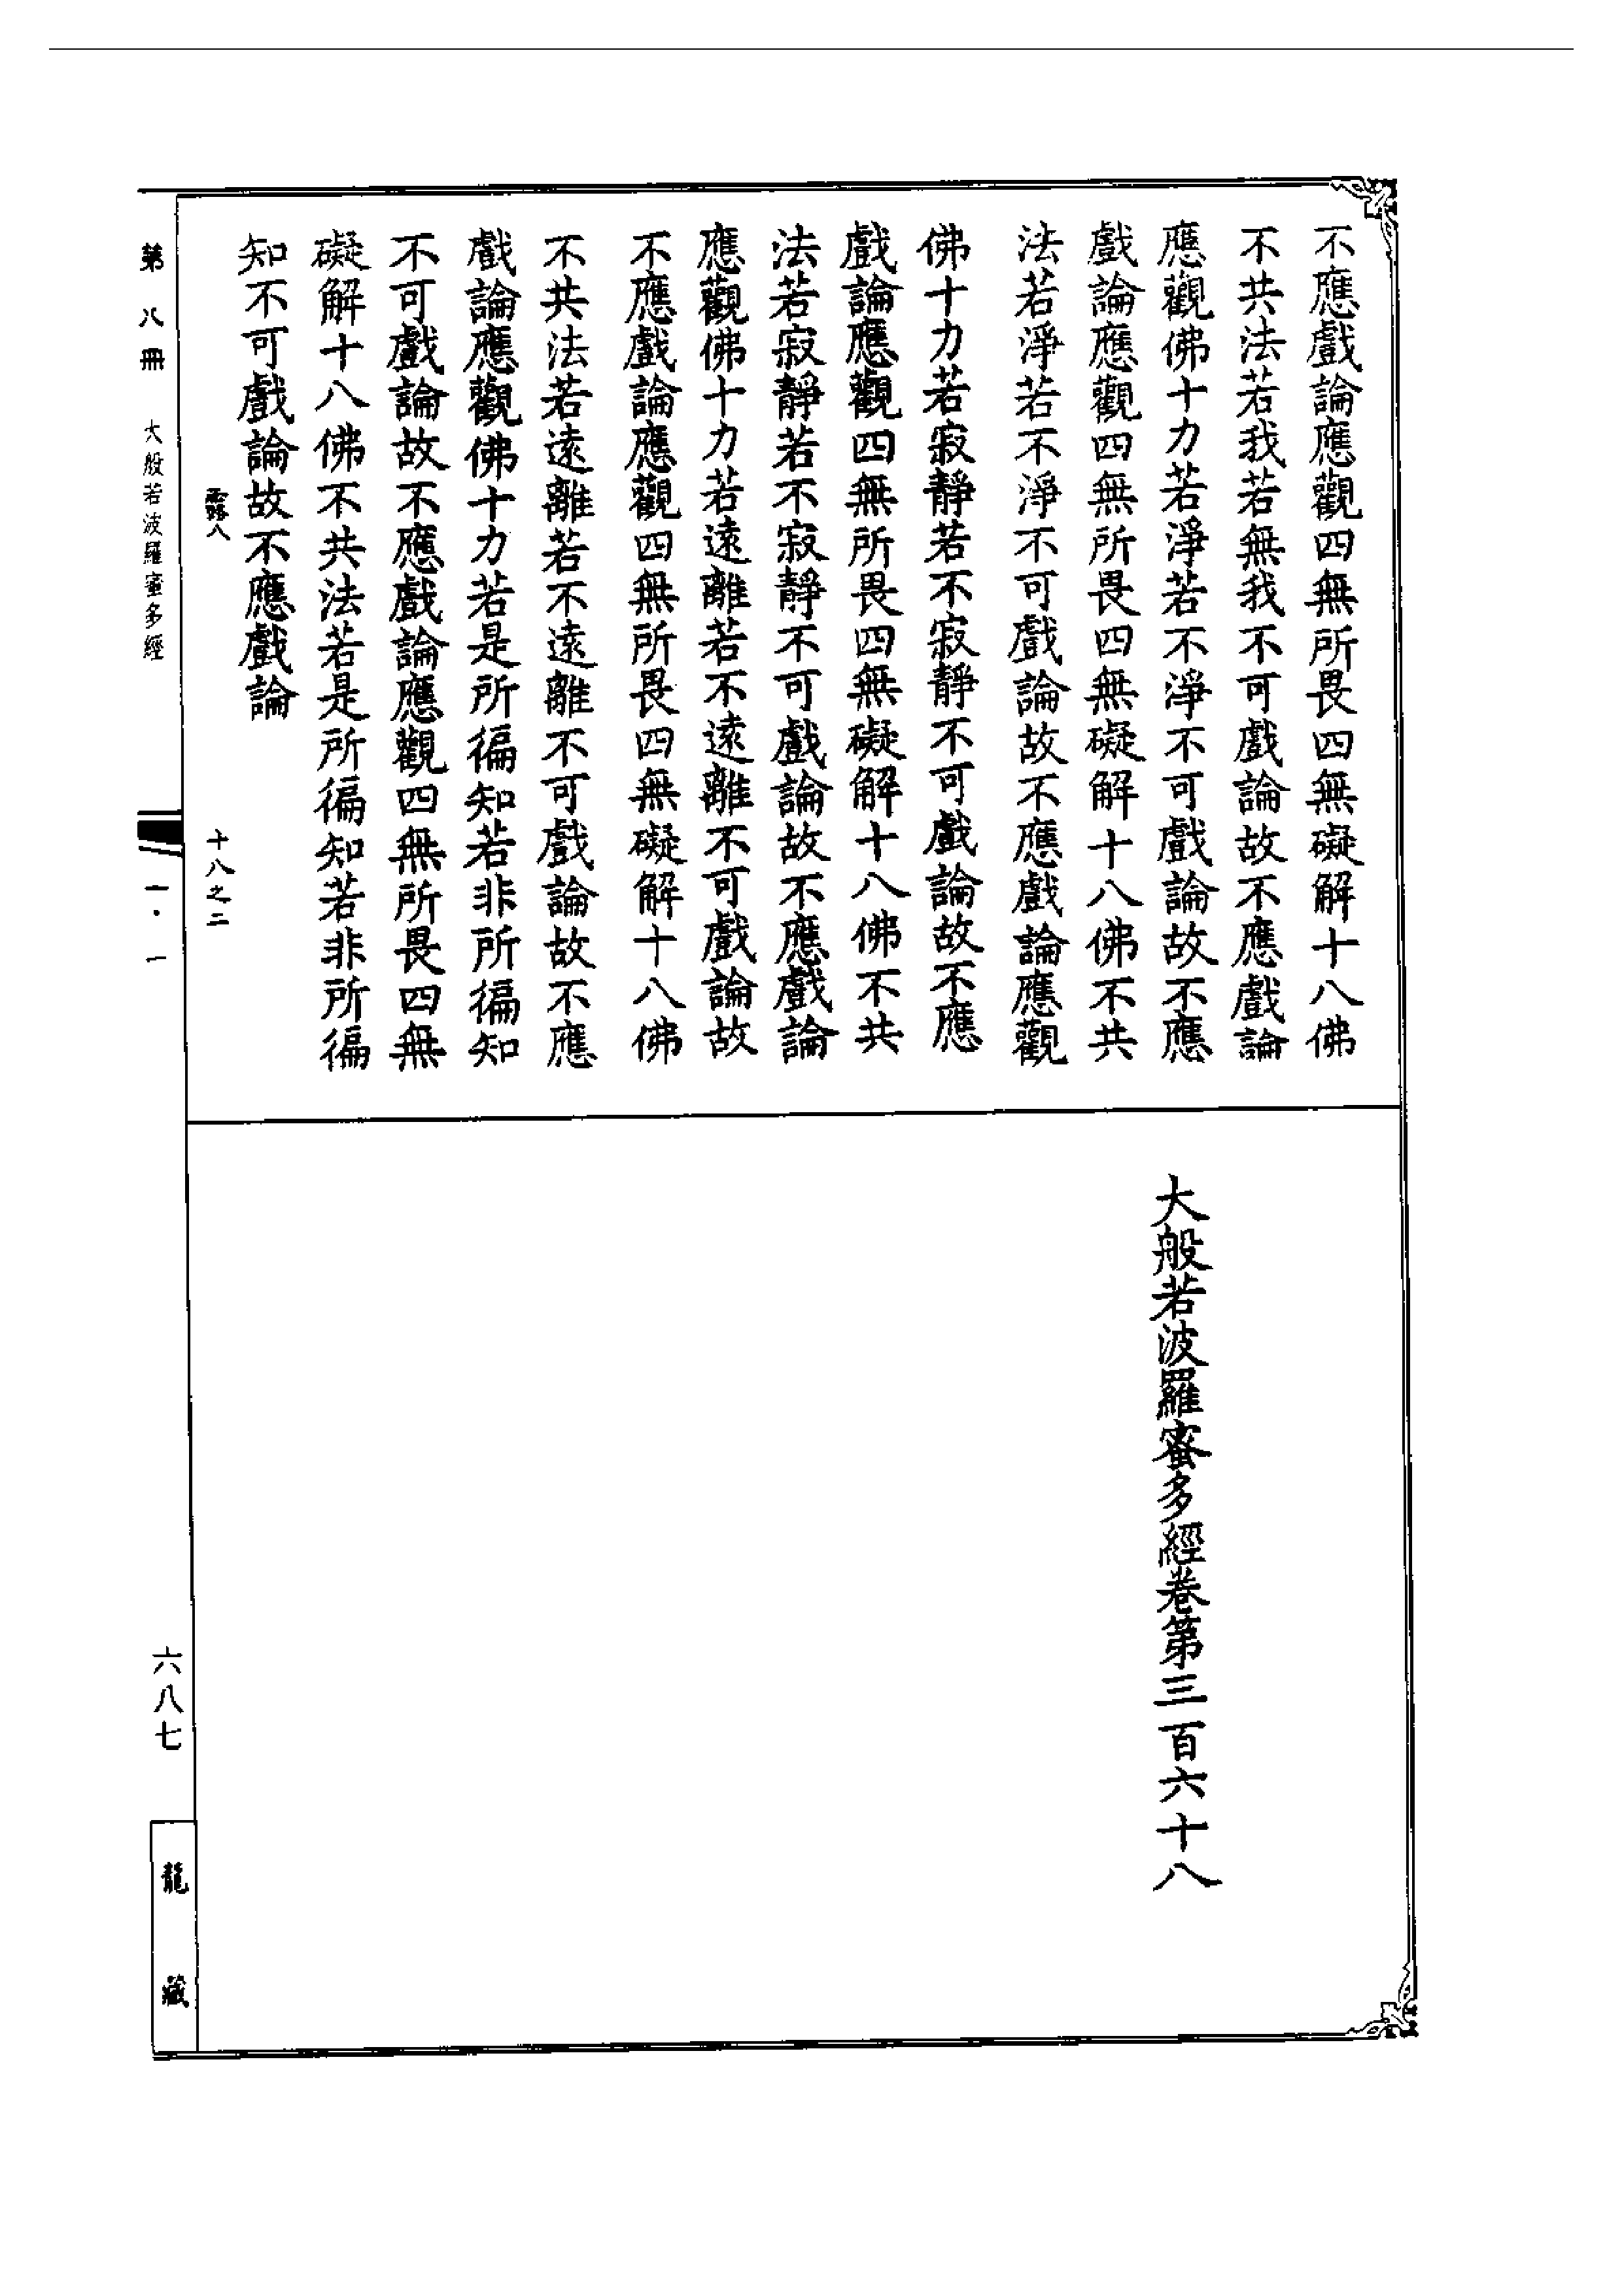 不應戲論應觀四無所畏四無礙解十八佛
不共法若我若無我不可戲論故不應戲論
應觀佛十力若淨若不淨不可戲論故不應
戲論應觀四無所畏四無礙解十八佛不共
法若淨若不淨不可戲論故不應戲論應觀
佛十力若寂靜若不寂靜不可戲論故不應
戲論應觀四無所畏四無礙解十八佛不共
法若寂靜若不寂靜不可戲論故不應戲論
應觀佛十力若遠離若不遠離不可戲論故
不應戲論應觀四無所畏四無礙解十八佛
不共法若遠離若不遠離不可戲論故不應
戲論應觀佛十力若是所徧知若非所徧知
不可戲論故不應戲論應觀四無所畏四無
礙解十八佛不共法若是所徧知若非所徧
知不可戲論故不應戲論
大般若波羅蜜多經卷第三百六十八
露八 十八之二
第八冊 大般若波羅蜜多經 一·一 六八七
龍藏